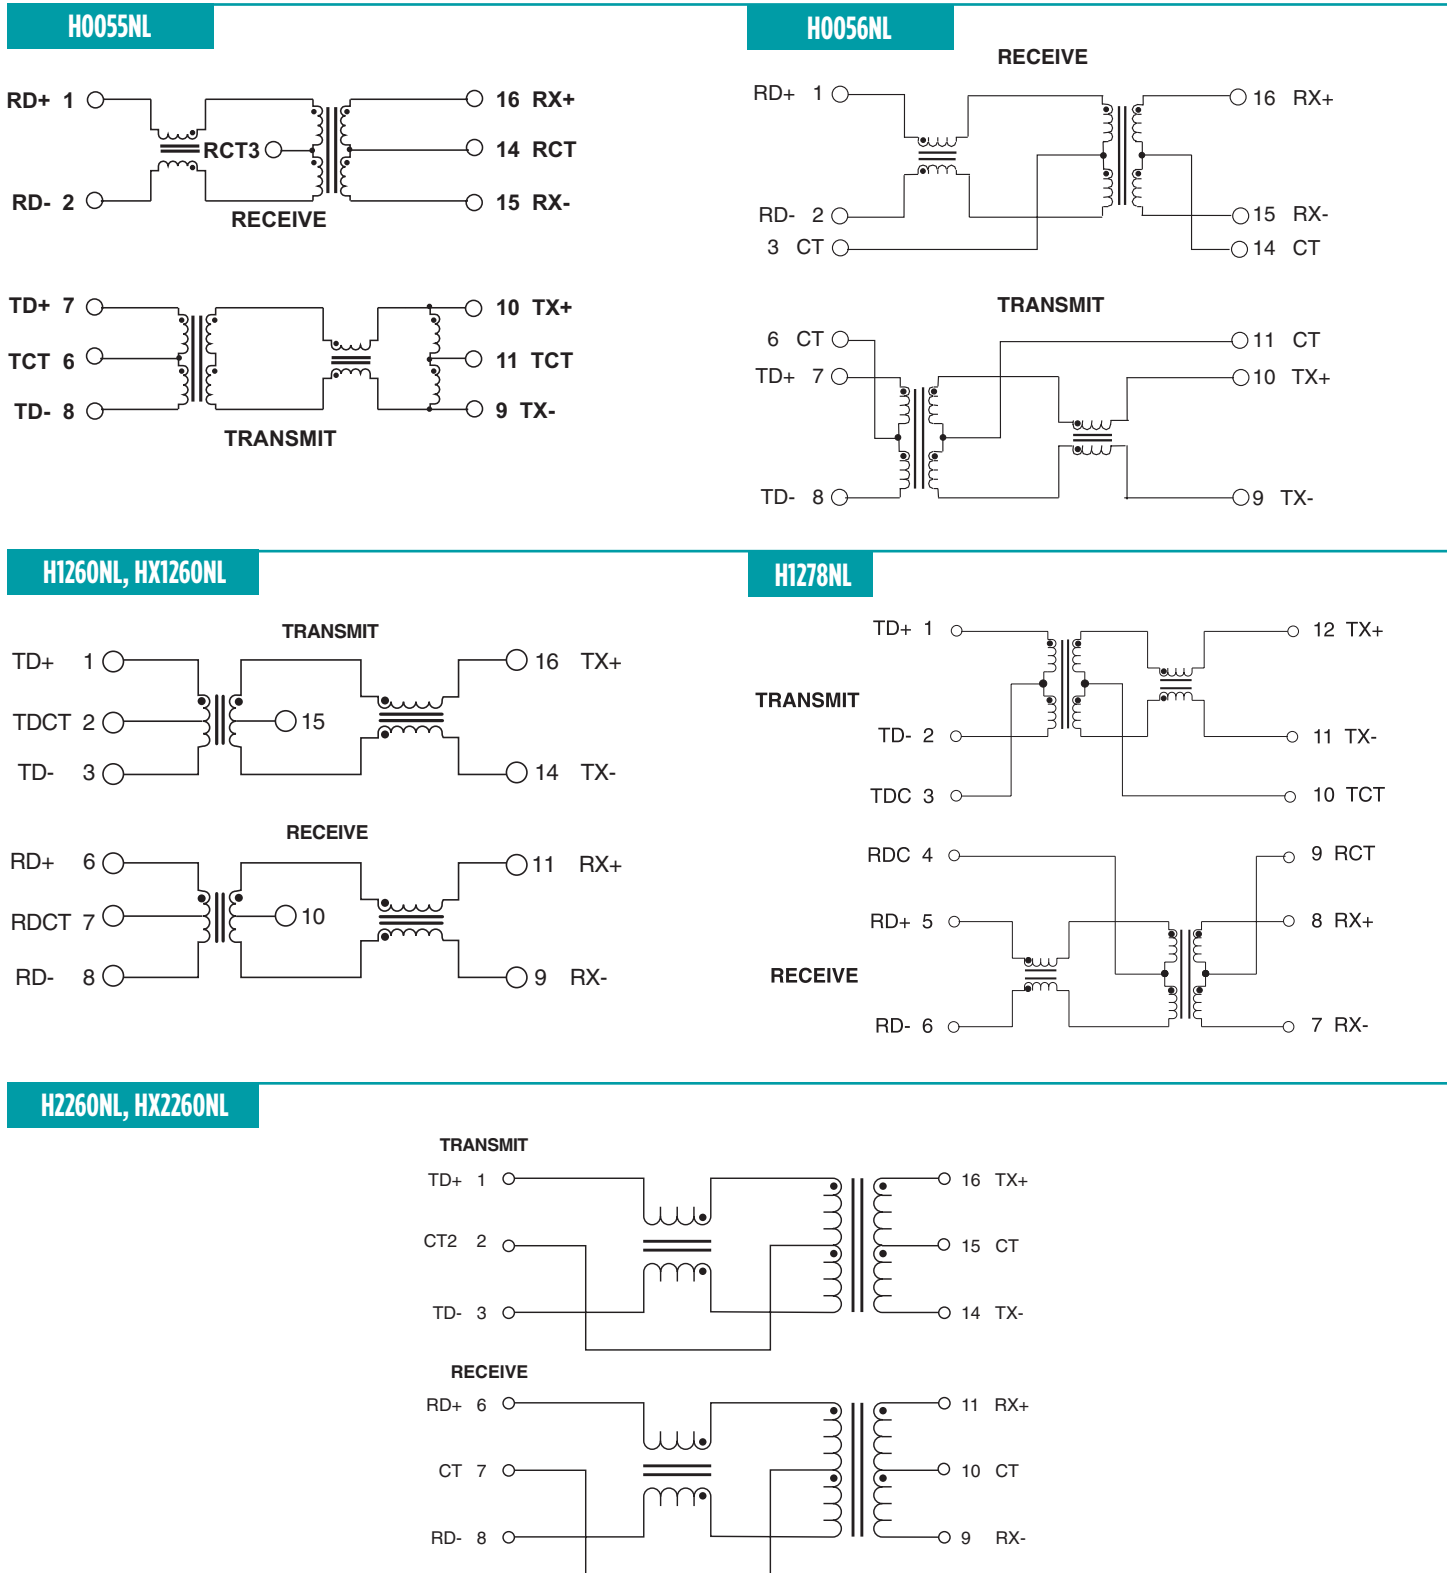 H0055NL
RD+ 1
16 RX+
RCT3
14 RCT
RD- 2
15 RX-
RECEIVE
TD+ 7
10 TX+
TCT 6
11 TCT
TD- 8
9 TX-
TRANSMIT
H0056NL
RECEIVE
RD+ 1
16 RX+
RD- 2
15 RX-
3 CT
14 CT
TRANSMIT
6 CT
11 CT
TD+ 7
10 TX+
TD- 8
9 TX-
H1260NL, HX1260NL
TRANSMIT
TD+ 1
16 TX+
TDCT 2
15
TD- 3
14 TX-
RECEIVE
RD+ 6
11 RX+
RDCT 7
10
RD- 8
9 RX-
H1278NL
TD+ 1
12 TX+
TRANSMIT
TD- 2
11 TX-
TDC 3
10 TCT
RDC 4
9 RCT
RD+ 5
8 RX+
RECEIVE
RD- 6
7 RX-
H2260NL, HX2260NL
TRANSMIT
TD+ 1
16 TX+
CT2 2
15 CT
TD- 3
14 TX-
RECEIVE
RD+ 6
11 RX+
CT 7
10 CT
RD- 8
9 RX-